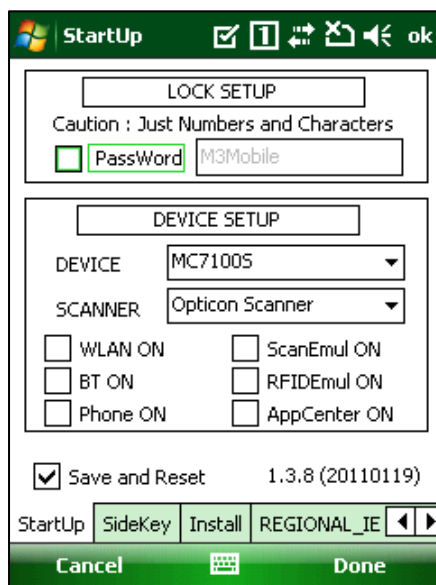 StartUp 1 ok
LOCK SETUP
Caution : Just Numbers and Characters
PassWord M3Mobile
DEVICE SETUP
DEVICE MC7100S
SCANNER Opticon Scanner
WLAN ON ScanEmul ON
BT ON RFIDEmul ON
Phone ON AppCenter ON
Save and Reset 1.3.8 (20110119)
StartUp SideKey Install REGIONAL_IE
Cancel Done